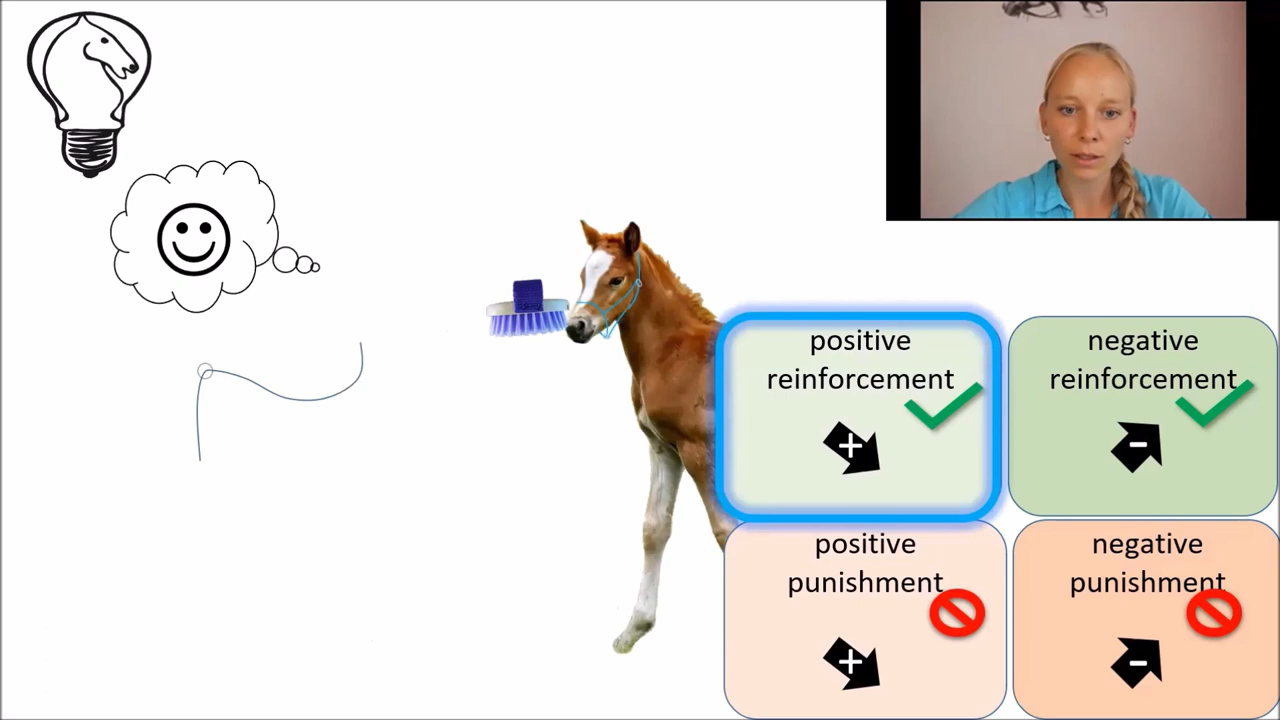 positive
reinforcement
+
negative
reinforcement
-
positive
punishment
+
negative
punishment
-